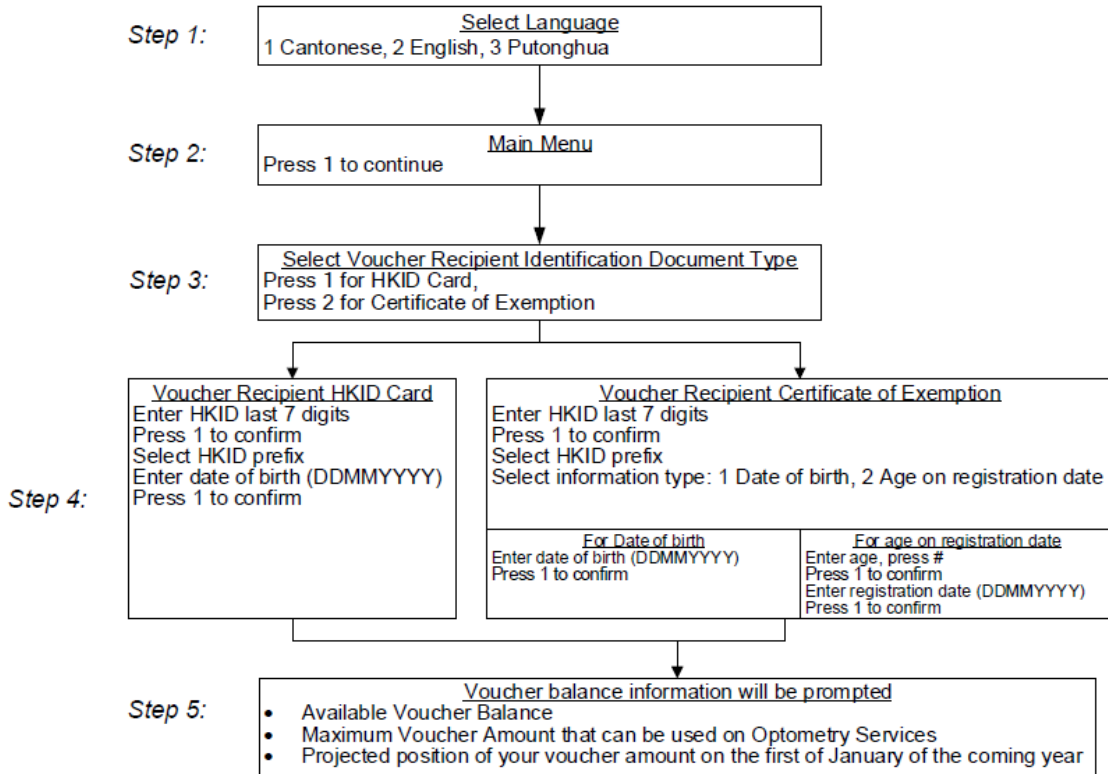 Step 1:
Select Language
1 Cantonese, 2 English, 3 Putonghua
Step 2:
Main Menu
Press 1 to continue
Step 3:
Select Voucher Recipient Identification Document Type
Press 1 for HKID Card,
Press 2 for Certificate of Exemption
Step 4:
Voucher Recipient HKID Card
Enter HKID last 7 digits
Press 1 to confirm
Select HKID prefix
Enter date of birth (DDMMYYYY)
Press 1 to confirm
Voucher Recipient Certificate of Exemption
Enter HKID last 7 digits
Press 1 to confirm
Select HKID prefix
Select information type: 1 Date of birth, 2 Age on registration date
For Date of birth
Enter date of birth (DDMMYYYY)
Press 1 to confirm
For age on registration date
Enter age, press #
Press 1 to confirm
Enter registration date (DDMMYYYY)
Press 1 to confirm
Step 5:
Voucher balance information will be prompted
• Available Voucher Balance
• Maximum Voucher Amount that can be used on Optometry Services
• Projected position of your voucher amount on the first of January of the coming year